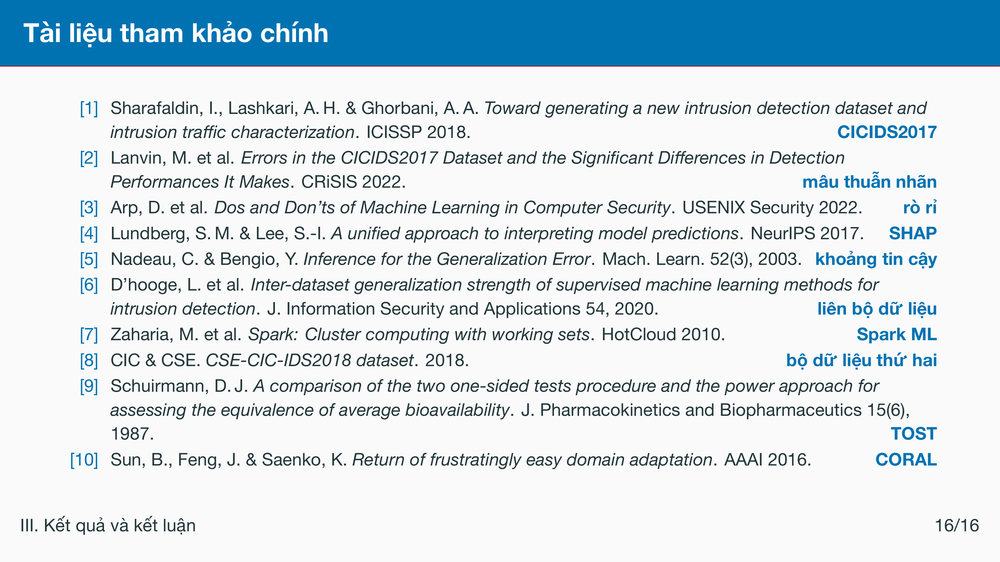 Tài liệu tham khảo chính
[1] Sharafaldin, I., Lashkari, A. H. & Ghorbani, A. A. Toward generating a new intrusion detection dataset and
intrusion traffic characterization. ICISSP 2018. CICIDS2017
[2] Lanvin, M. et al. Errors in the CICIDS2017 Dataset and the Significant Differences in Detection
Performances It Makes. CRiSIS 2022. mâu thuẫn nhãn
[3] Arp, D. et al. Dos and Don’ts of Machine Learning in Computer Security. USENIX Security 2022. rò rỉ
[4] Lundberg, S. M. & Lee, S.-I. A unified approach to interpreting model predictions. NeurIPS 2017. SHAP
[5] Nadeau, C. & Bengio, Y. Inference for the Generalization Error. Mach. Learn. 52(3), 2003. khoảng tin cậy
[6] D’hooge, L. et al. Inter-dataset generalization strength of supervised machine learning methods for
intrusion detection. J. Information Security and Applications 54, 2020. liên bộ dữ liệu
[7] Zaharia, M. et al. Spark: Cluster computing with working sets. HotCloud 2010. Spark ML
[8] CIC & CSE. CSE-CIC-IDS2018 dataset. 2018. bộ dữ liệu thứ hai
[9] Schuirmann, D. J. A comparison of the two one-sided tests procedure and the power approach for
assessing the equivalence of average bioavailability. J. Pharmacokinetics and Biopharmaceutics 15(6),
1987. TOST
[10] Sun, B., Feng, J. & Saenko, K. Return of frustratingly easy domain adaptation. AAAI 2016. CORAL
III. Kết quả và kết luận 16/16